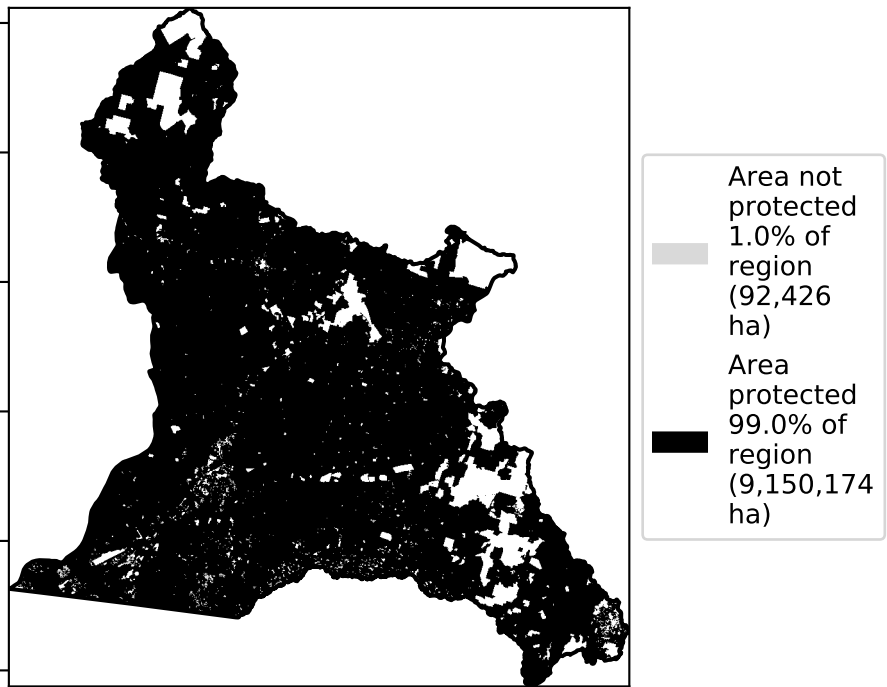 Area not
protected
1.0% of
region
(92,426
ha)
Area
protected
99.0% of
region
(9,150,174
ha)